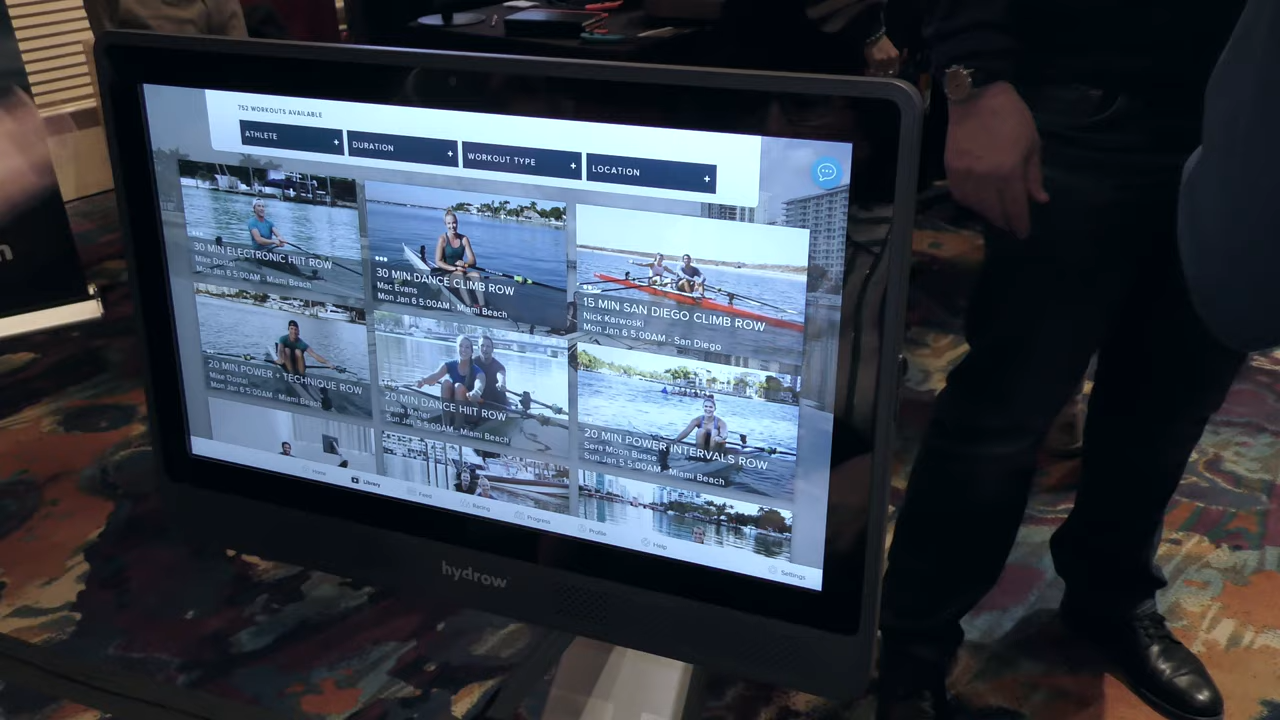 752 WORKOUTS AVAILABLE
ATHLETE +
DURATION +
WORKOUT TYPE +
LOCATION +
30 MIN ELECTRONIC HIIT ROW
Mike Dostal
Mon Jan 6 5:00AM - Miami Beach
30 MIN DANCE CLIMB ROW
Mac Evans
Mon Jan 6 5:00AM - Miami Beach
15 MIN SAN DIEGO CLIMB ROW
Nick Karwoski
Mon Jan 6 5:00AM - San Diego
20 MIN POWER + TECHNIQUE ROW
Mike Dostal
Mon Jan 6 5:00AM - Miami Beach
20 MIN DANCE HIIT ROW
Laine Maher
Sun Jan 5 5:00AM - Miami Beach
20 MIN POWER INTERVALS ROW
Sera Moon Busse
Sun Jan 5 5:00AM - Miami Beach
Home
Library
Feed
Racing
Progress
Profile
Help
Settings
hydrow
n